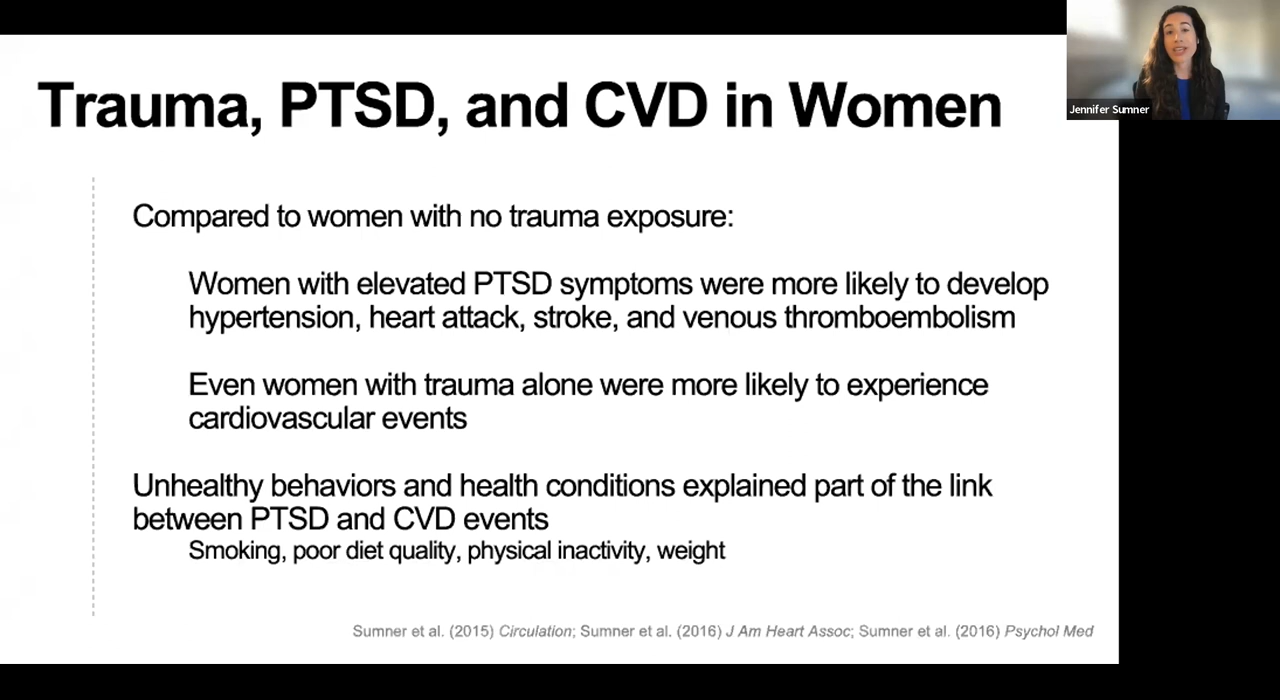 Trauma, PTSD, and CVD in Women
Jennifer Sumner
Compared to women with no trauma exposure:
Women with elevated PTSD symptoms were more likely to develop
hypertension, heart attack, stroke, and venous thromboembolism
Even women with trauma alone were more likely to experience
cardiovascular events
Unhealthy behaviors and health conditions explained part of the link
between PTSD and CVD events
Smoking, poor diet quality, physical inactivity, weight
Sumner et al. (2015) Circulation; Sumner et al. (2016) J Am Heart Assoc; Sumner et al. (2016) Psychol Med